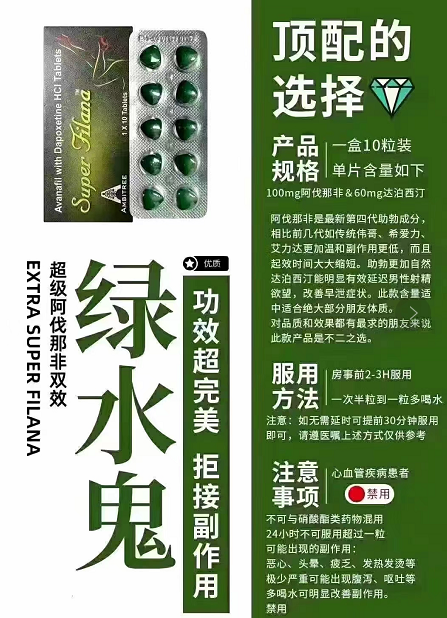 Avanafil with Dapoxetine HCl Tablets
Super Filana
1 X 10 Tablets
AMBITREE
顶配的
选择
产品
规格
一盒10粒装
单片含量如下
100mg阿伐那非&60mg达泊西汀
阿伐那非是最新第四代助勃成分，
相比前几代如传统伟哥、希爱力、
艾力达更加温和副作用更低，而且
起效时间大大缩短。助勃更加自然
达泊西汀能明显有效延迟男性射精
欲望，改善早泄症状。此款含量适
中适合绝大部分朋友体质。
对品质和效果都有最求的朋友来说
此款产品是不二之选。
优质
超级阿伐那非双效
EXTRA SUPER FILANA
绿水鬼
功效超完美 拒接副作用
服用
方法
房事前2-3H服用
一次半粒到一粒多喝水
注意：如无需延时可提前30分钟服用
即可，请遵医嘱上述方式仅供参考
注意
事项
心血管疾病患者
禁用
不可与硝酸酯类药物混用
24小时不可服用超过一粒
可能出现的副作用：
恶心、头晕、疲乏、发热发烫等
极少严重可能出现腹泻、呕吐等
多喝水可明显改善副作用。
禁用